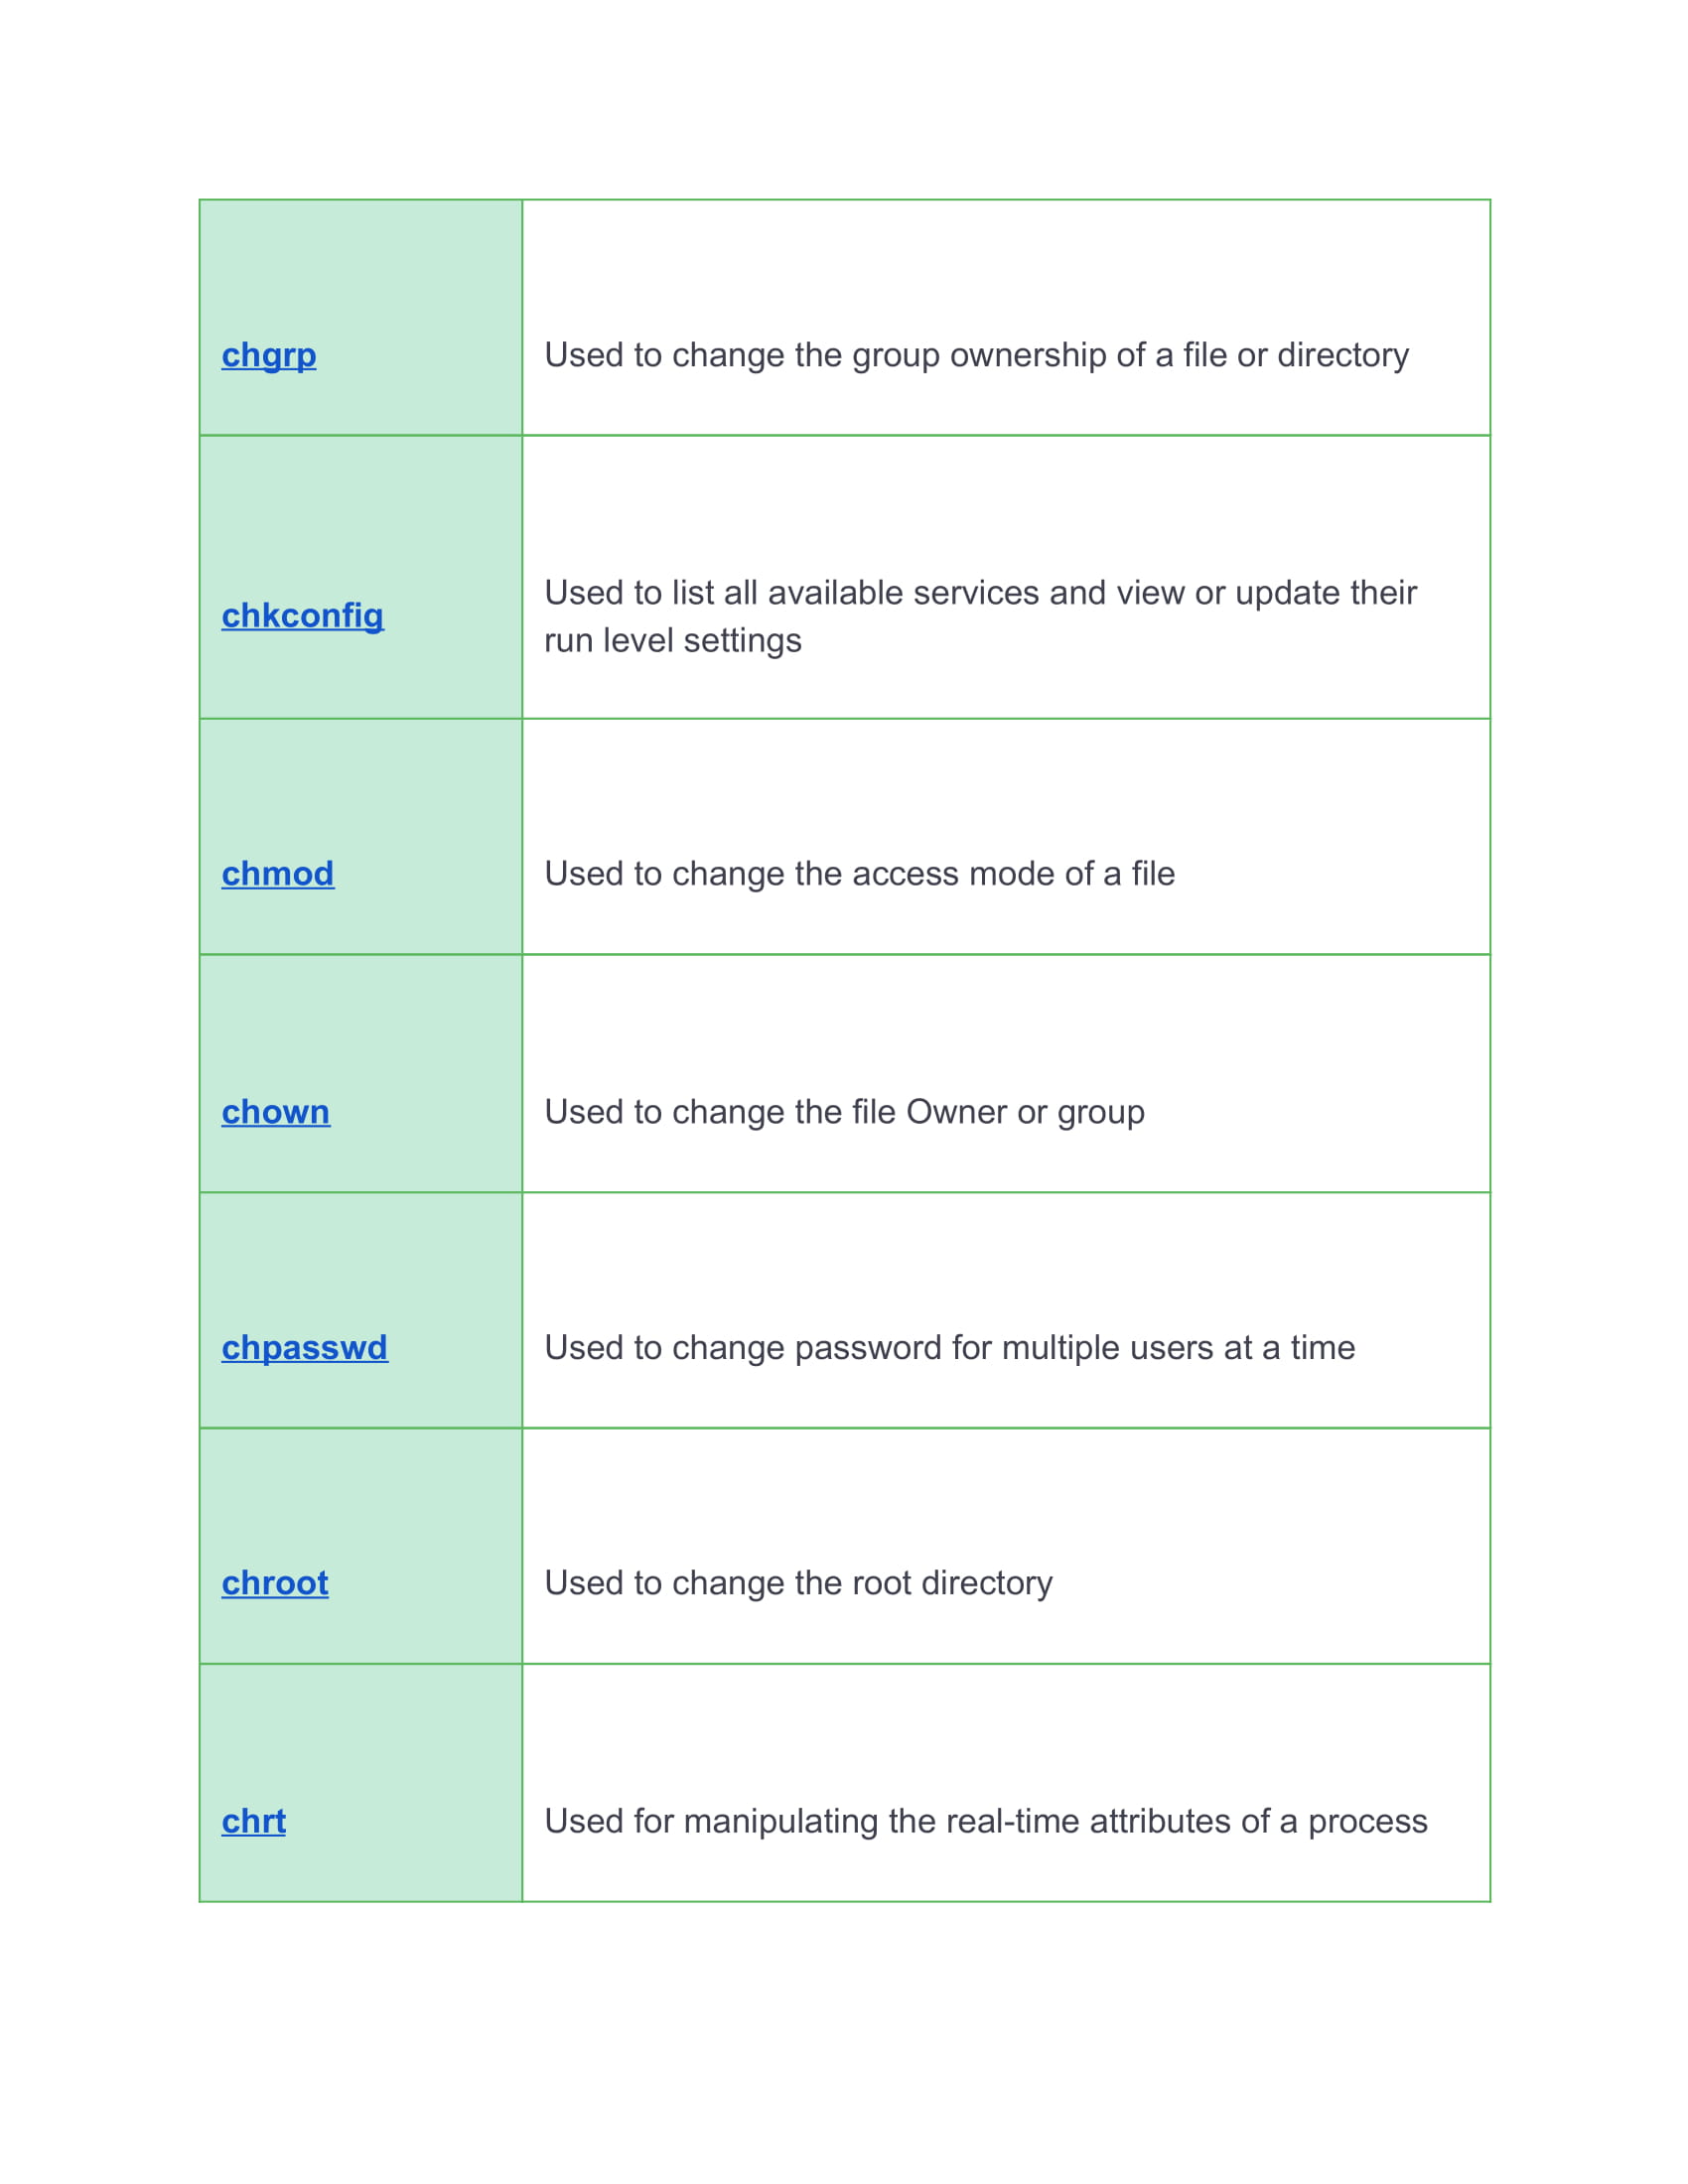 chgrp
Used to change the group ownership of a file or directory
chkconfig
Used to list all available services and view or update their
run level settings
chmod
Used to change the access mode of a file
chown
Used to change the file Owner or group
chpasswd
Used to change password for multiple users at a time
chroot
Used to change the root directory
chrt
Used for manipulating the real-time attributes of a process